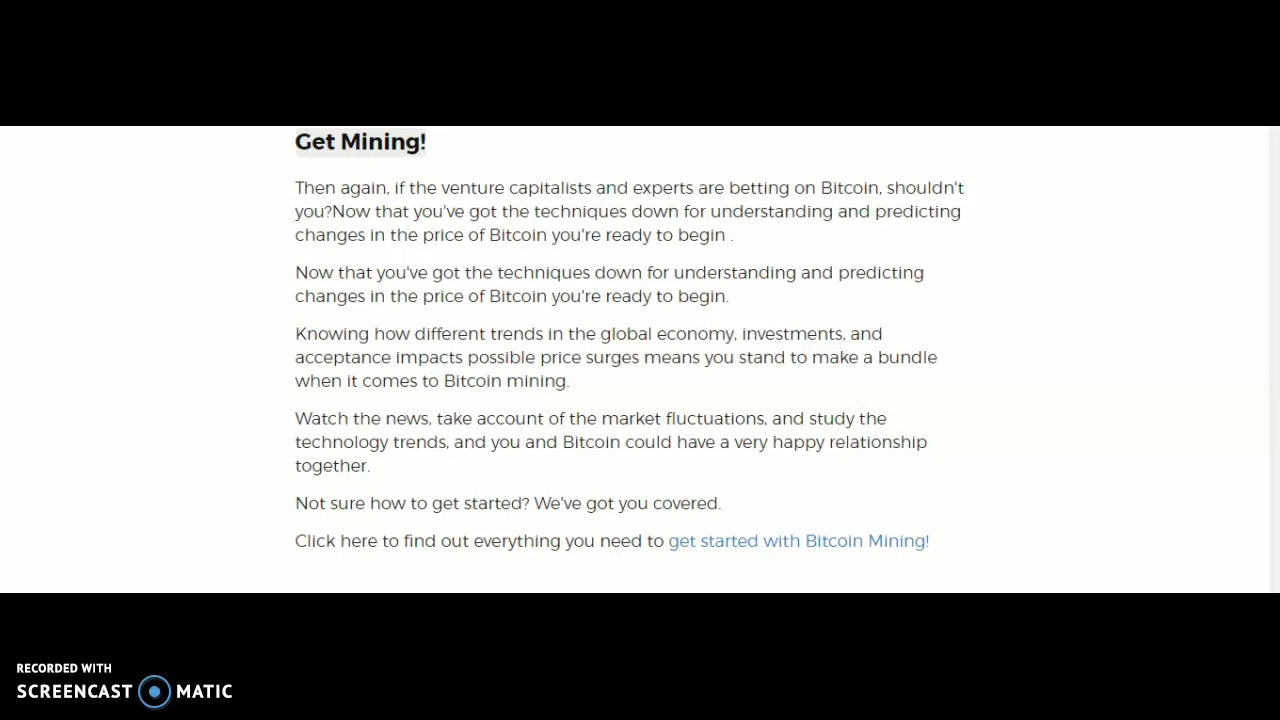 Get Mining!
Then again, if the venture capitalists and experts are betting on Bitcoin, shouldn't
you?Now that you've got the techniques down for understanding and predicting
changes in the price of Bitcoin you're ready to begin .
Now that you've got the techniques down for understanding and predicting
changes in the price of Bitcoin you're ready to begin.
Knowing how different trends in the global economy, investments, and
acceptance impacts possible price surges means you stand to make a bundle
when it comes to Bitcoin mining.
Watch the news, take account of the market fluctuations, and study the
technology trends, and you and Bitcoin could have a very happy relationship
together.
Not sure how to get started? We've got you covered.
Click here to find out everything you need to get started with Bitcoin Mining!
RECORDED WITH
SCREENCAST MATIC